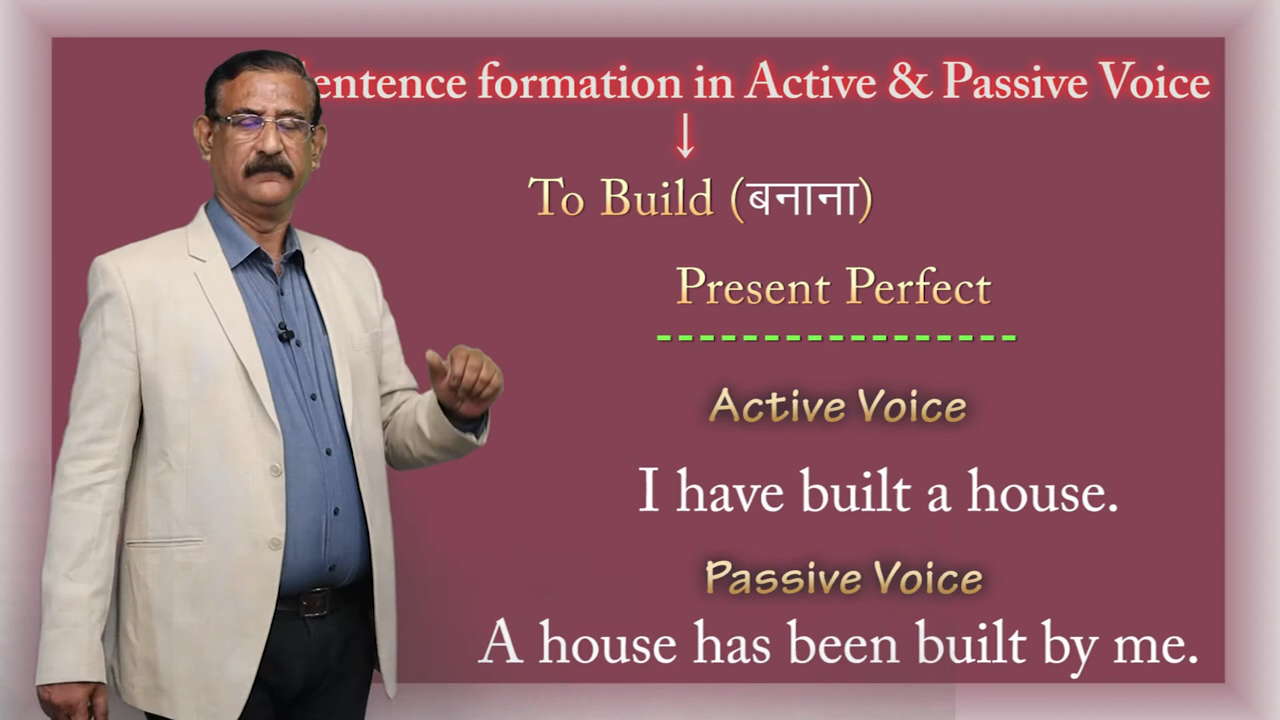 entence formation in Active & Passive Voice
↓
To Build (बनाना)
Present Perfect
-----------------
Active Voice
I have built a house.
Passive Voice
A house has been built by me.